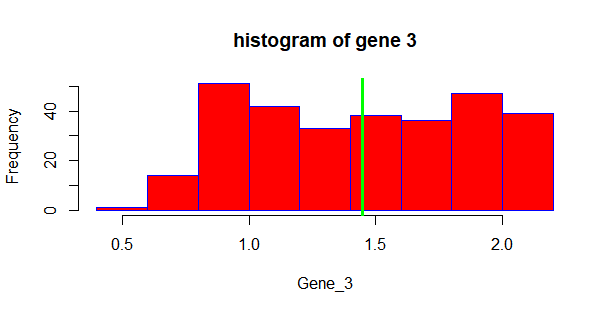 histogram of gene 3
Frequency
40
20
0
0.5 1.0 1.5 2.0
Gene_3